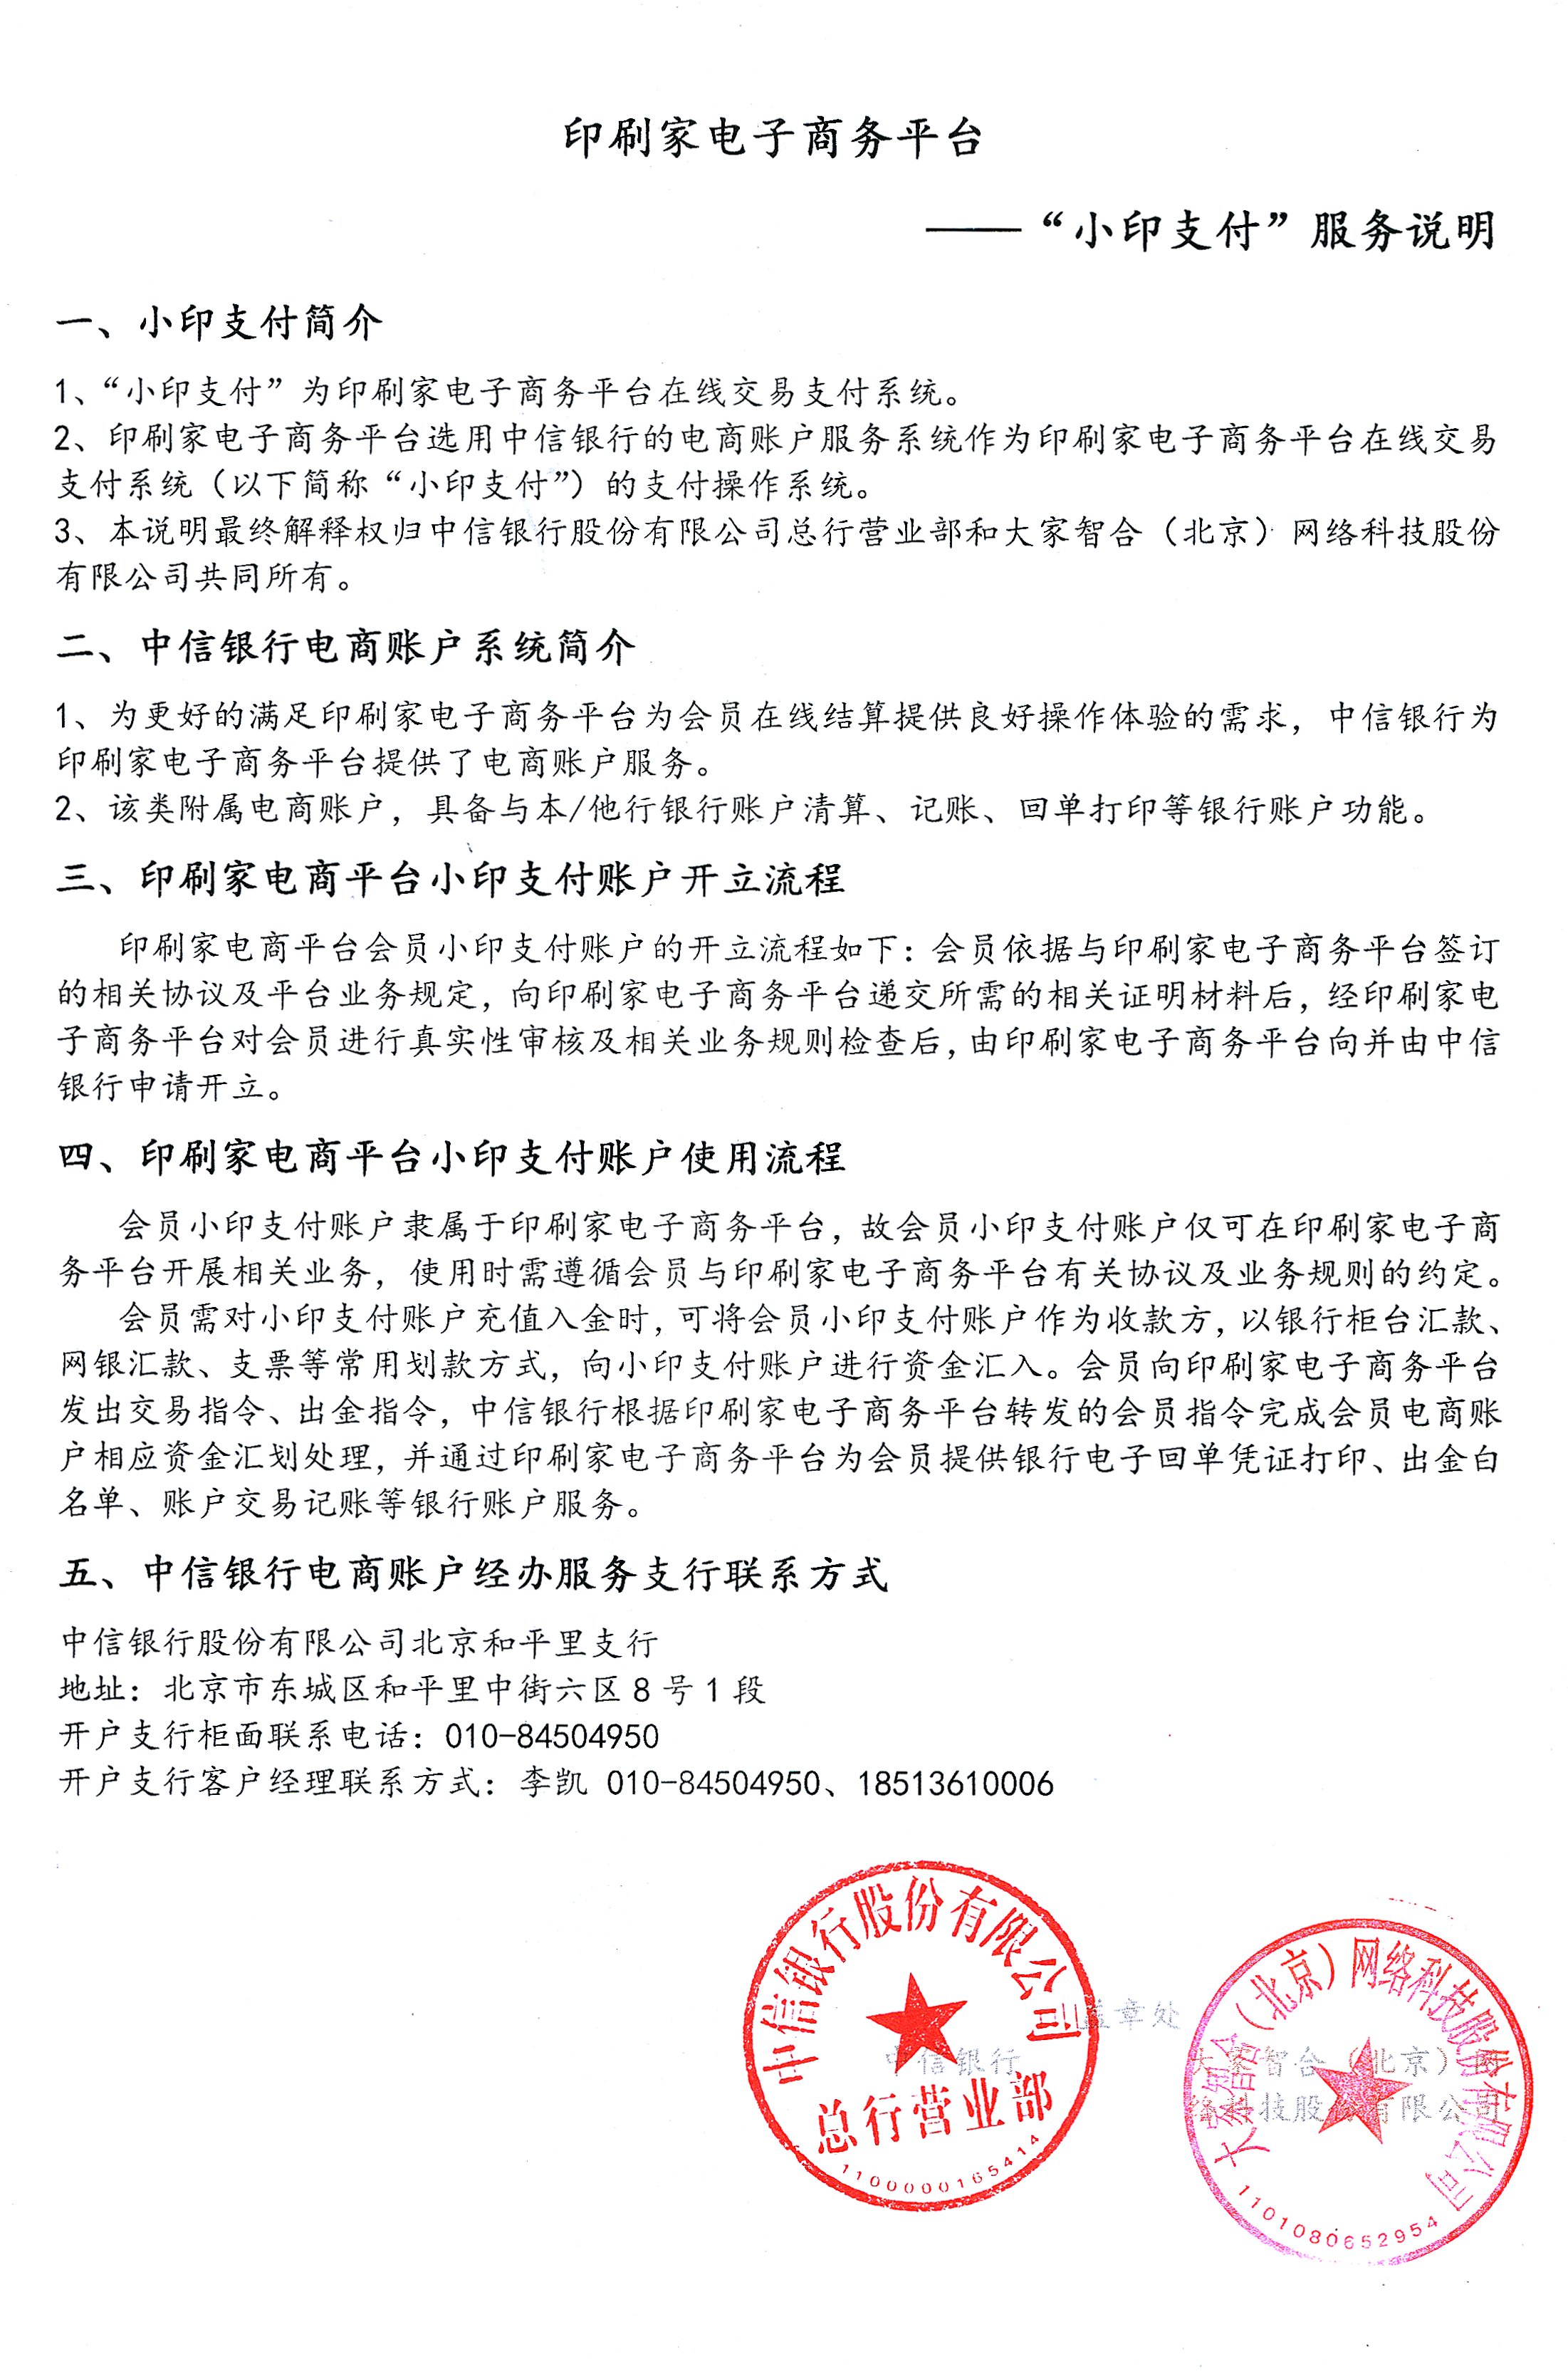 印刷家电子商务平台
——“小印支付”服务说明
一、小印支付简介
1、“小印支付”为印刷家电子商务平台在线交易支付系统。
2、印刷家电子商务平台选用中信银行的电商账户服务系统作为印刷家电子商务平台在线交易
支付系统（以下简称“小印支付”）的支付操作系统。
3、本说明最终解释权归中信银行股份有限公司总行营业部和大家智合（北京）网络科技股份
有限公司共同所有。
二、中信银行电商账户系统简介
1、为更好的满足印刷家电子商务平台为会员在线结算提供良好操作体验的需求，中信银行为
印刷家电子商务平台提供了电商账户服务。
2、该类附属电商账户，具备与本/他行银行账户清算、记账、回单打印等银行账户功能。
三、印刷家电商平台小印支付账户开立流程
印刷家电商平台会员小印支付账户的开立流程如下：会员依据与印刷家电子商务平台签订
的相关协议及平台业务规定，向印刷家电子商务平台递交所需的相关证明材料后，经印刷家电
子商务平台对会员进行真实性审核及相关业务规则检查后，由印刷家电子商务平台向并由中信
银行申请开立。
四、印刷家电商平台小印支付账户使用流程
会员小印支付账户隶属于印刷家电子商务平台，故会员小印支付账户仅可在印刷家电子商
务平台开展相关业务，使用时需遵循会员与印刷家电子商务平台有关协议及业务规则的约定。
会员需对小印支付账户充值入金时，可将会员小印支付账户作为收款方，以银行柜台汇款、
网银汇款、支票等常用划款方式，向小印支付账户进行资金汇入。会员向印刷家电子商务平台
发出交易指令、出金指令，中信银行根据印刷家电子商务平台转发的会员指令完成会员电商账
户相应资金汇划处理，并通过印刷家电子商务平台为会员提供银行电子回单凭证打印、出金白
名单、账户交易记账等银行账户服务。
五、中信银行电商账户经办服务支行联系方式
中信银行股份有限公司北京和平里支行
地址：北京市东城区和平里中街六区8号1段
开户支行柜面联系电话：010-84504950
开户支行客户经理联系方式：李凯 010-84504950、18513610006
盖章处
中信银行
大家智合（北京）网
络科技股份有限公司
中信银行股份有限公司
总行营业部
1100000165414
大家智合（北京）网络科技股份有限公司
1101080652954